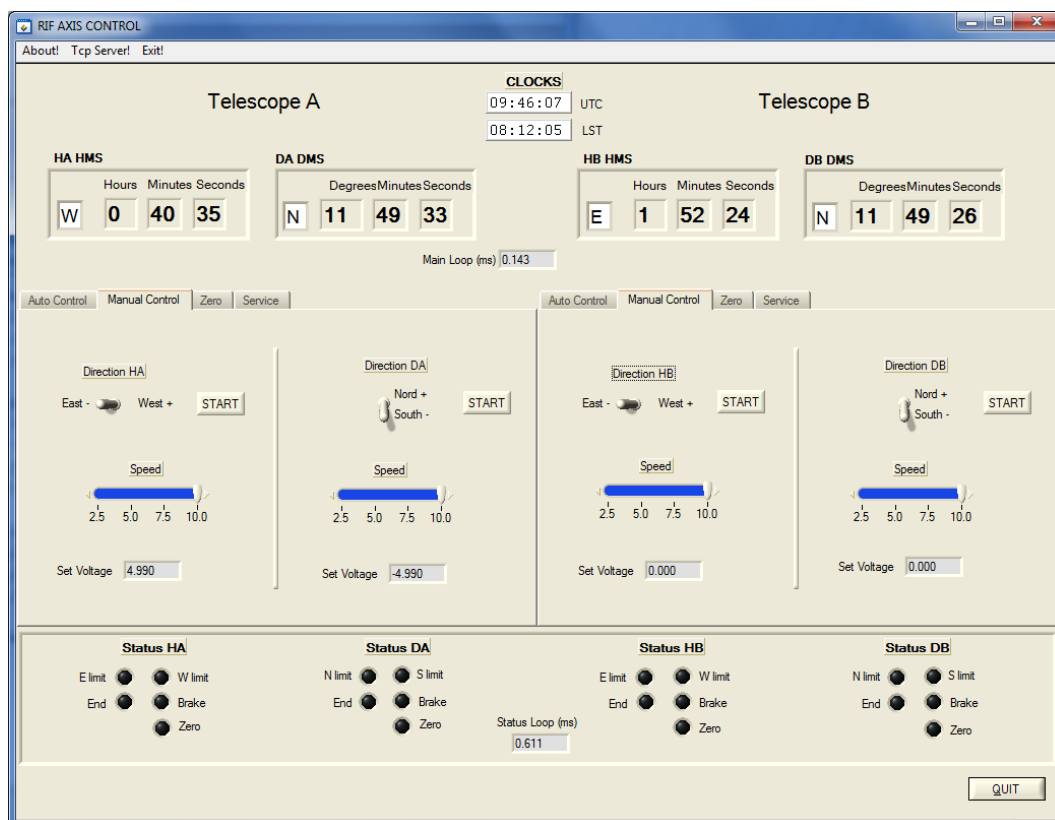 RIF AXIS CONTROL
About! Tcp Server! Exit!
CLOCKS
Telescope A 09:46:07 UTC Telescope B
08:12:05 LST
HA HMS DA DMS HB HMS DB DMS
Hours Minutes Seconds Degrees Minutes Seconds Hours Minutes Seconds Degrees Minutes Seconds
W 0 40 35 N 11 49 33 E 1 52 24 N 11 49 26
Main Loop (ms) 0.143
Auto Control Manual Control Zero Service Auto Control Manual Control Zero Service
Direction HA Direction DA Direction HB Direction DB
Nord + Nord +
East - West + START START East - West + START START
South - South -
Speed Speed Speed Speed
2.5 5.0 7.5 10.0 2.5 5.0 7.5 10.0 2.5 5.0 7.5 10.0 2.5 5.0 7.5 10.0
Set Voltage 4.990 Set Voltage -4.990 Set Voltage 0.000 Set Voltage 0.000
Status HA Status DA Status HB Status DB
E limit W limit N limit S limit E limit W limit N limit S limit
End Brake End Brake End Brake End Brake
Zero Zero Status Loop (ms) Zero Zero
0.611
QUIT